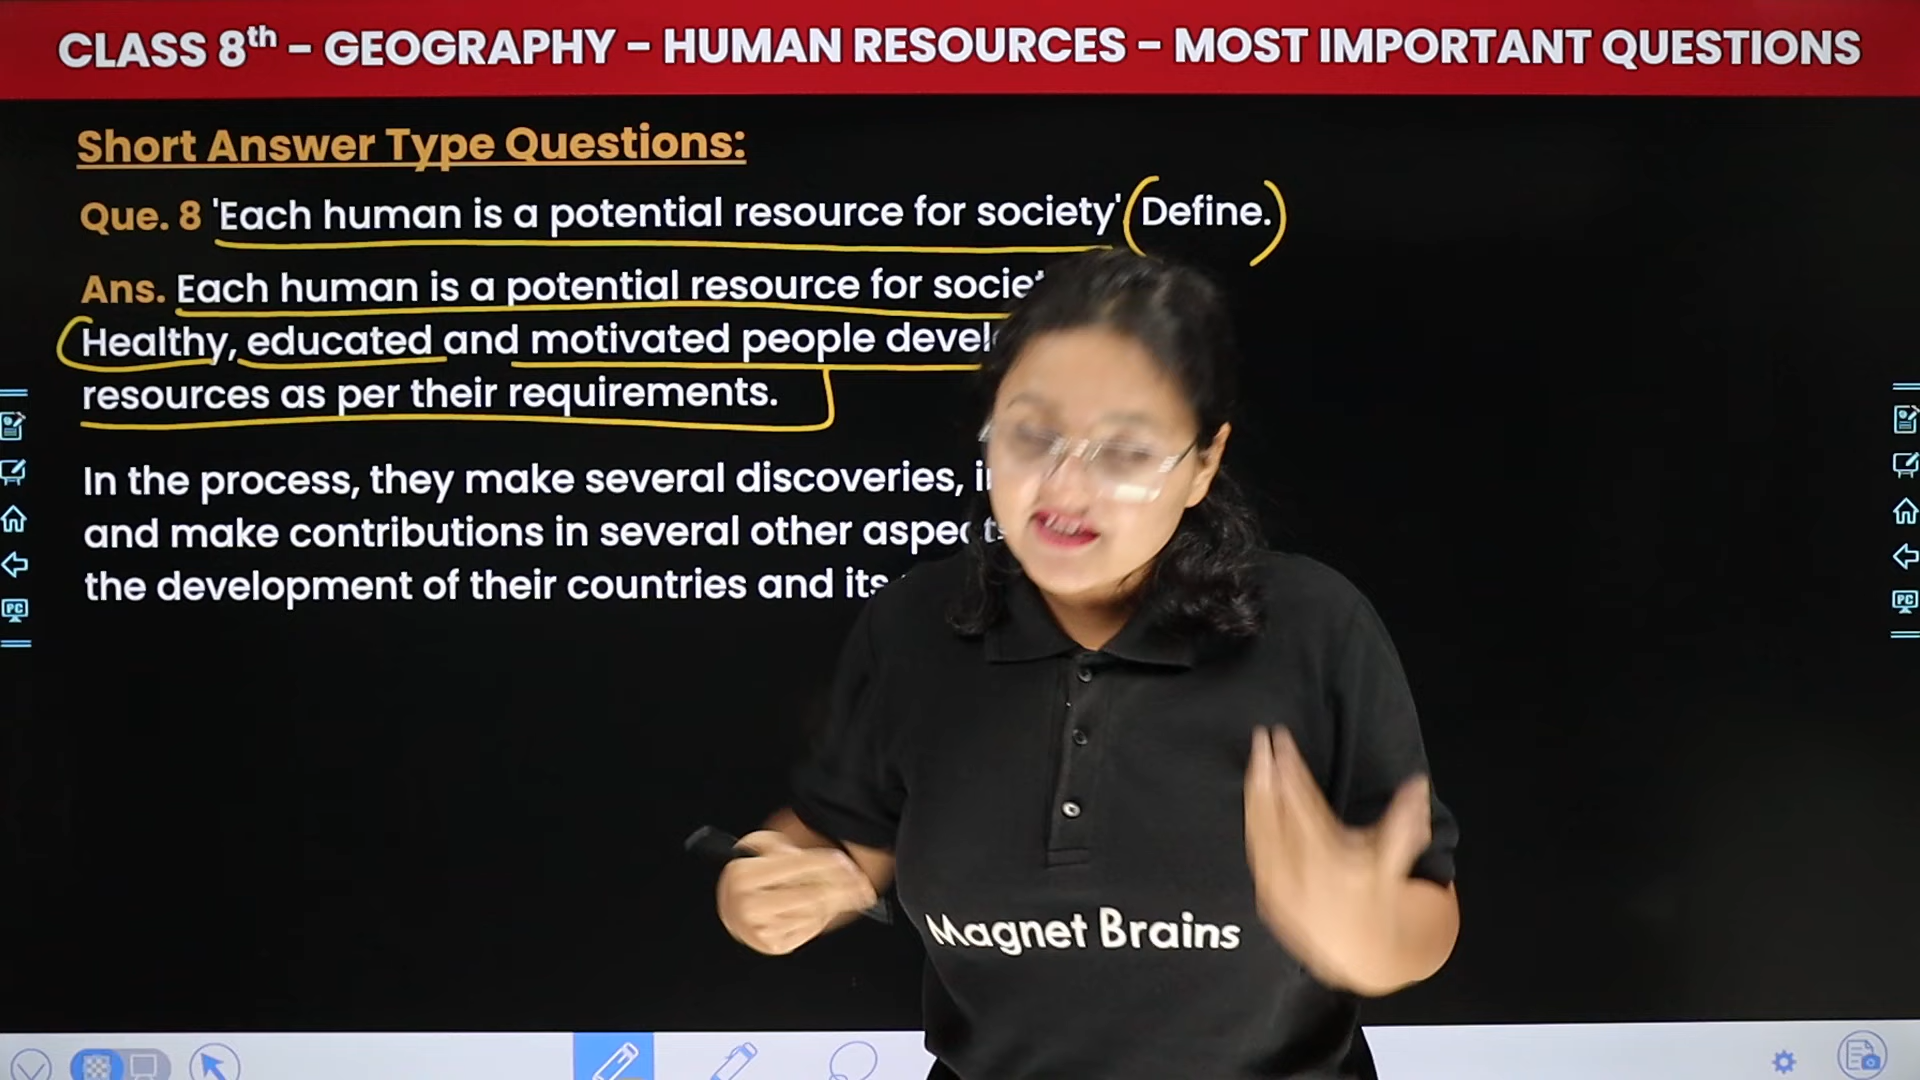 CLASS 8th – GEOGRAPHY – HUMAN RESOURCES – MOST IMPORTANT QUESTIONS
Short Answer Type Questions:
Que. 8 'Each human is a potential resource for society' (Define.)
Ans. Each human is a potential resource for
Healthy, educated and motivated people
resources as per their requirements.
In the process, they make several discoveries,
and make contributions in several other
the development of their countries and its
Magnet Brains
PC
PC